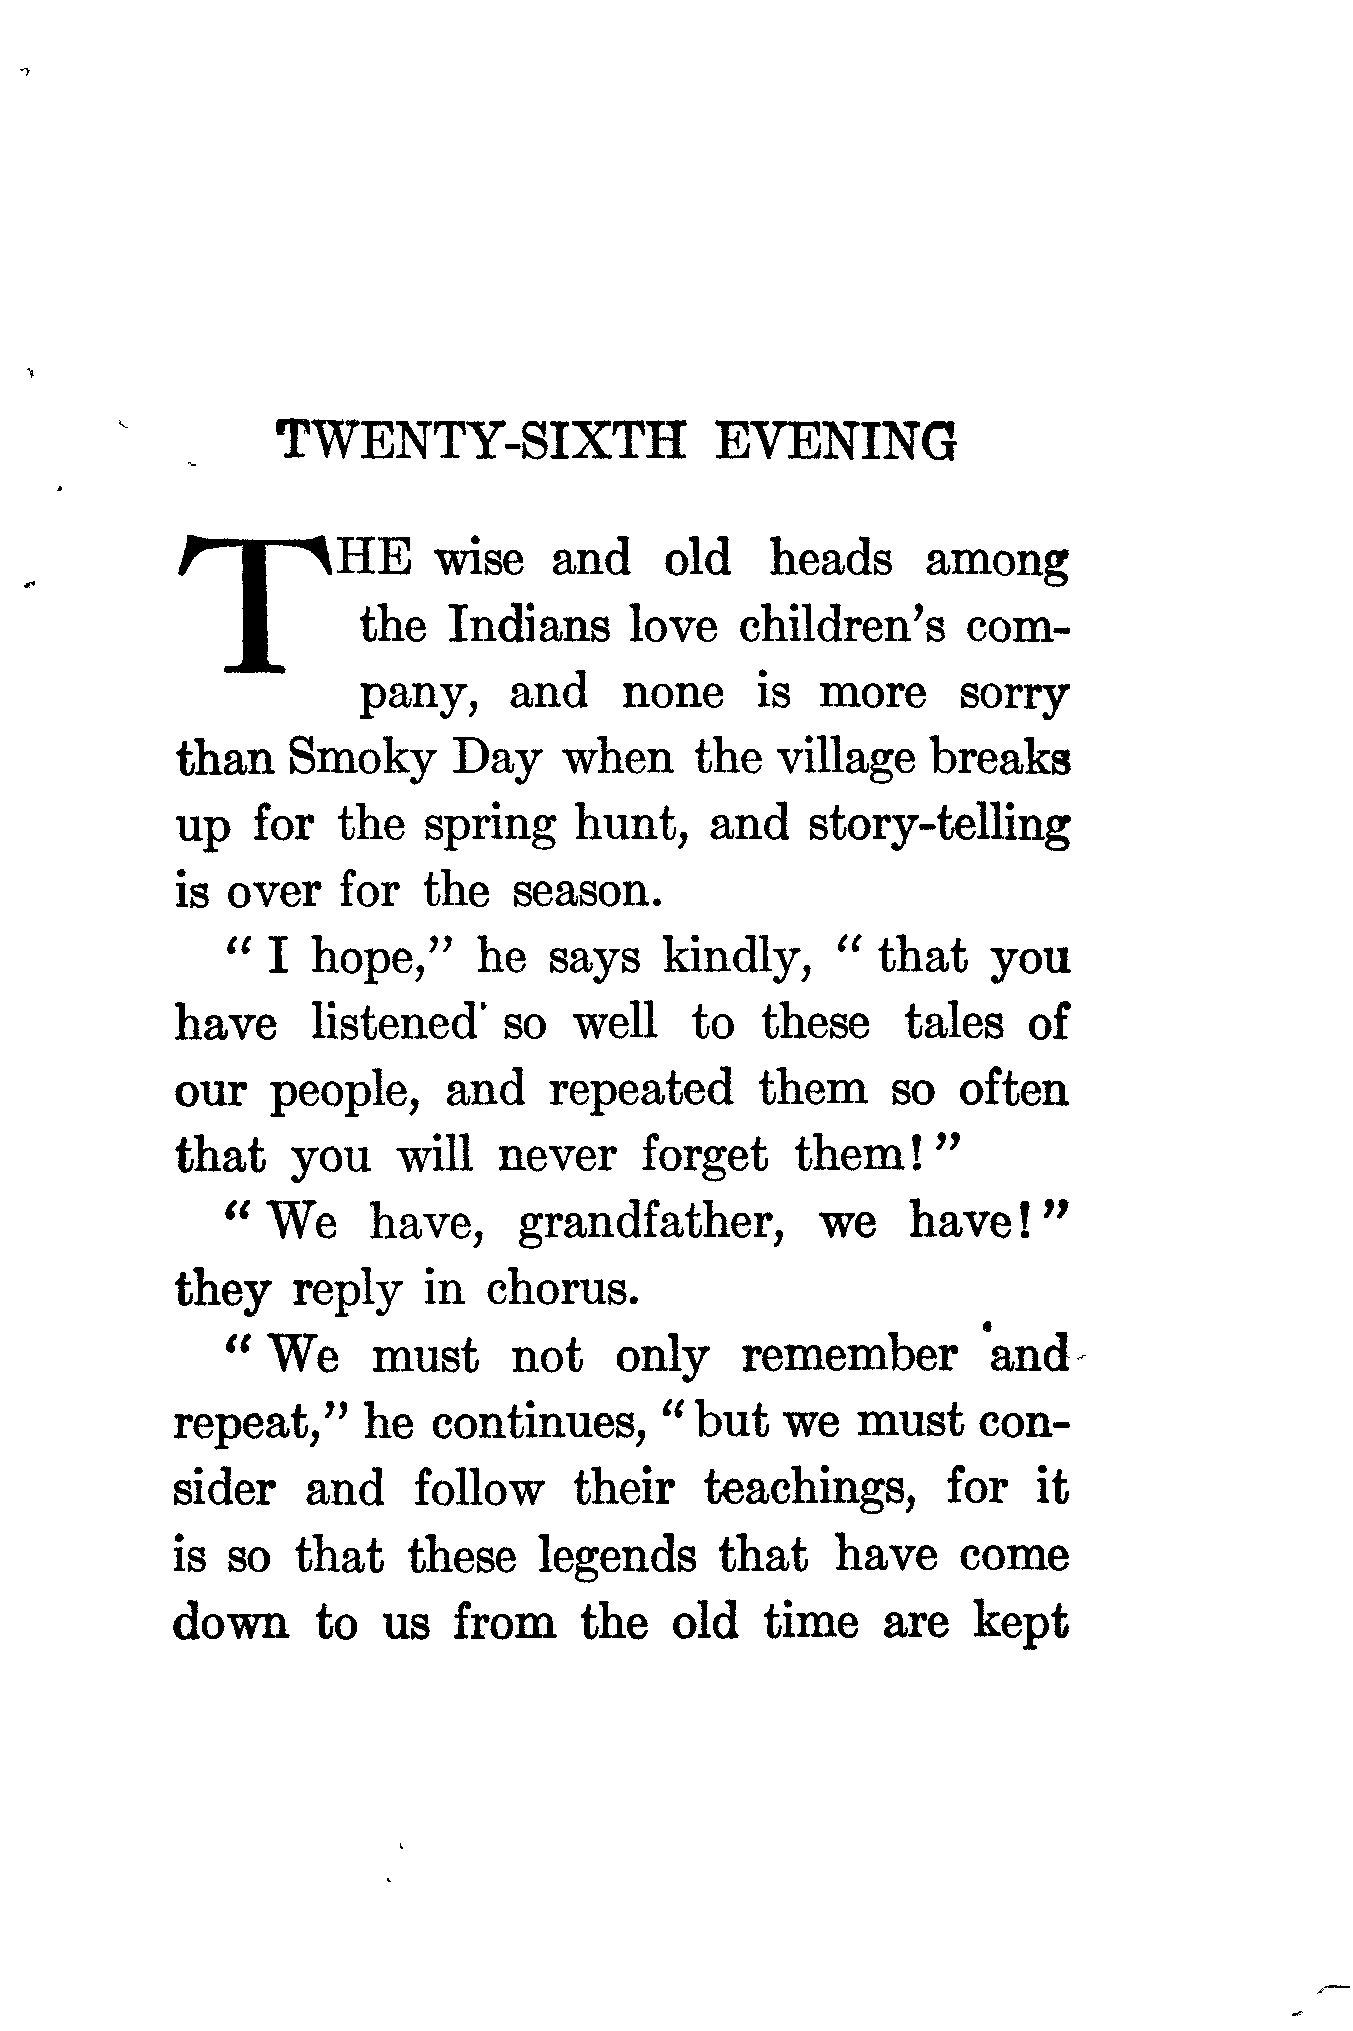 TWENTY-SIXTH EVENING
THE wise and old heads among
the Indians love children's com-
pany, and none is more sorry
than Smoky Day when the village breaks
up for the spring hunt, and story-telling
is over for the season.
" I hope," he says kindly, " that you
have listened so well to these tales of
our people, and repeated them so often
that you will never forget them! "
" We have, grandfather, we have! "
they reply in chorus.
" We must not only remember and
repeat," he continues, " but we must con-
sider and follow their teachings, for it
is so that these legends that have come
down to us from the old time are kept